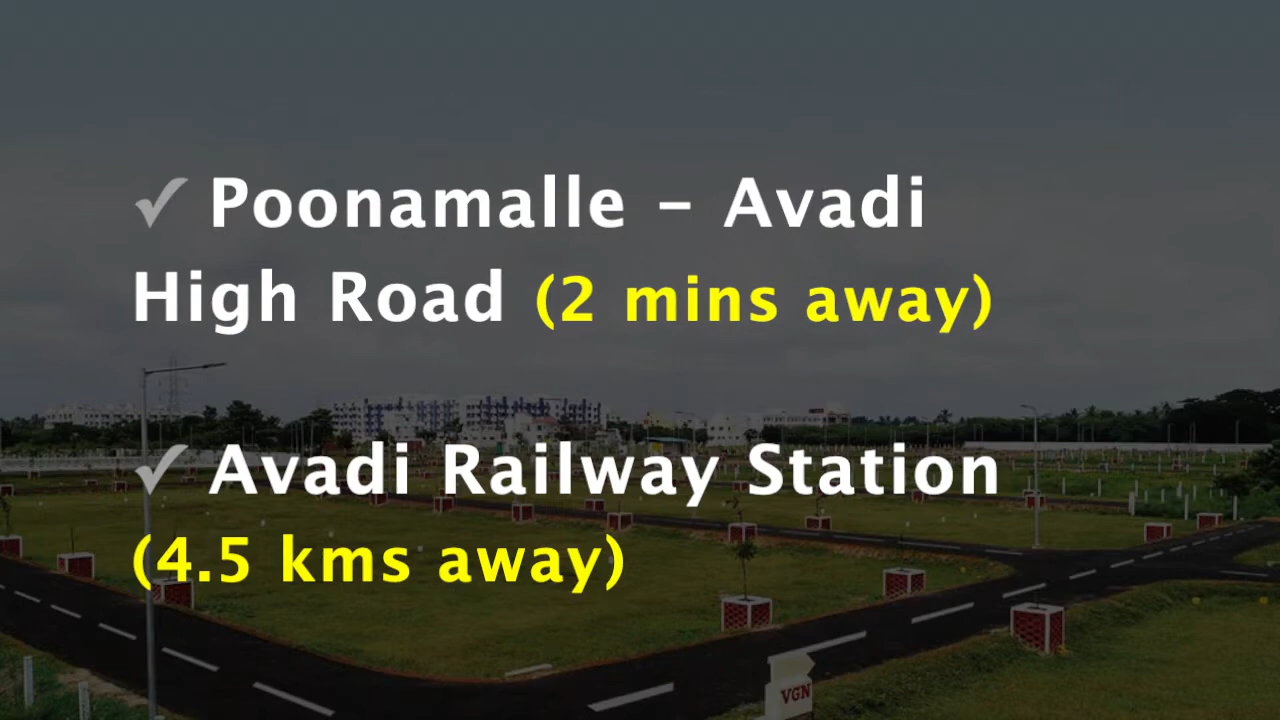 ✓ Poonamalle – Avadi
High Road (2 mins away)
✓ Avadi Railway Station
(4.5 kms away)
VGN